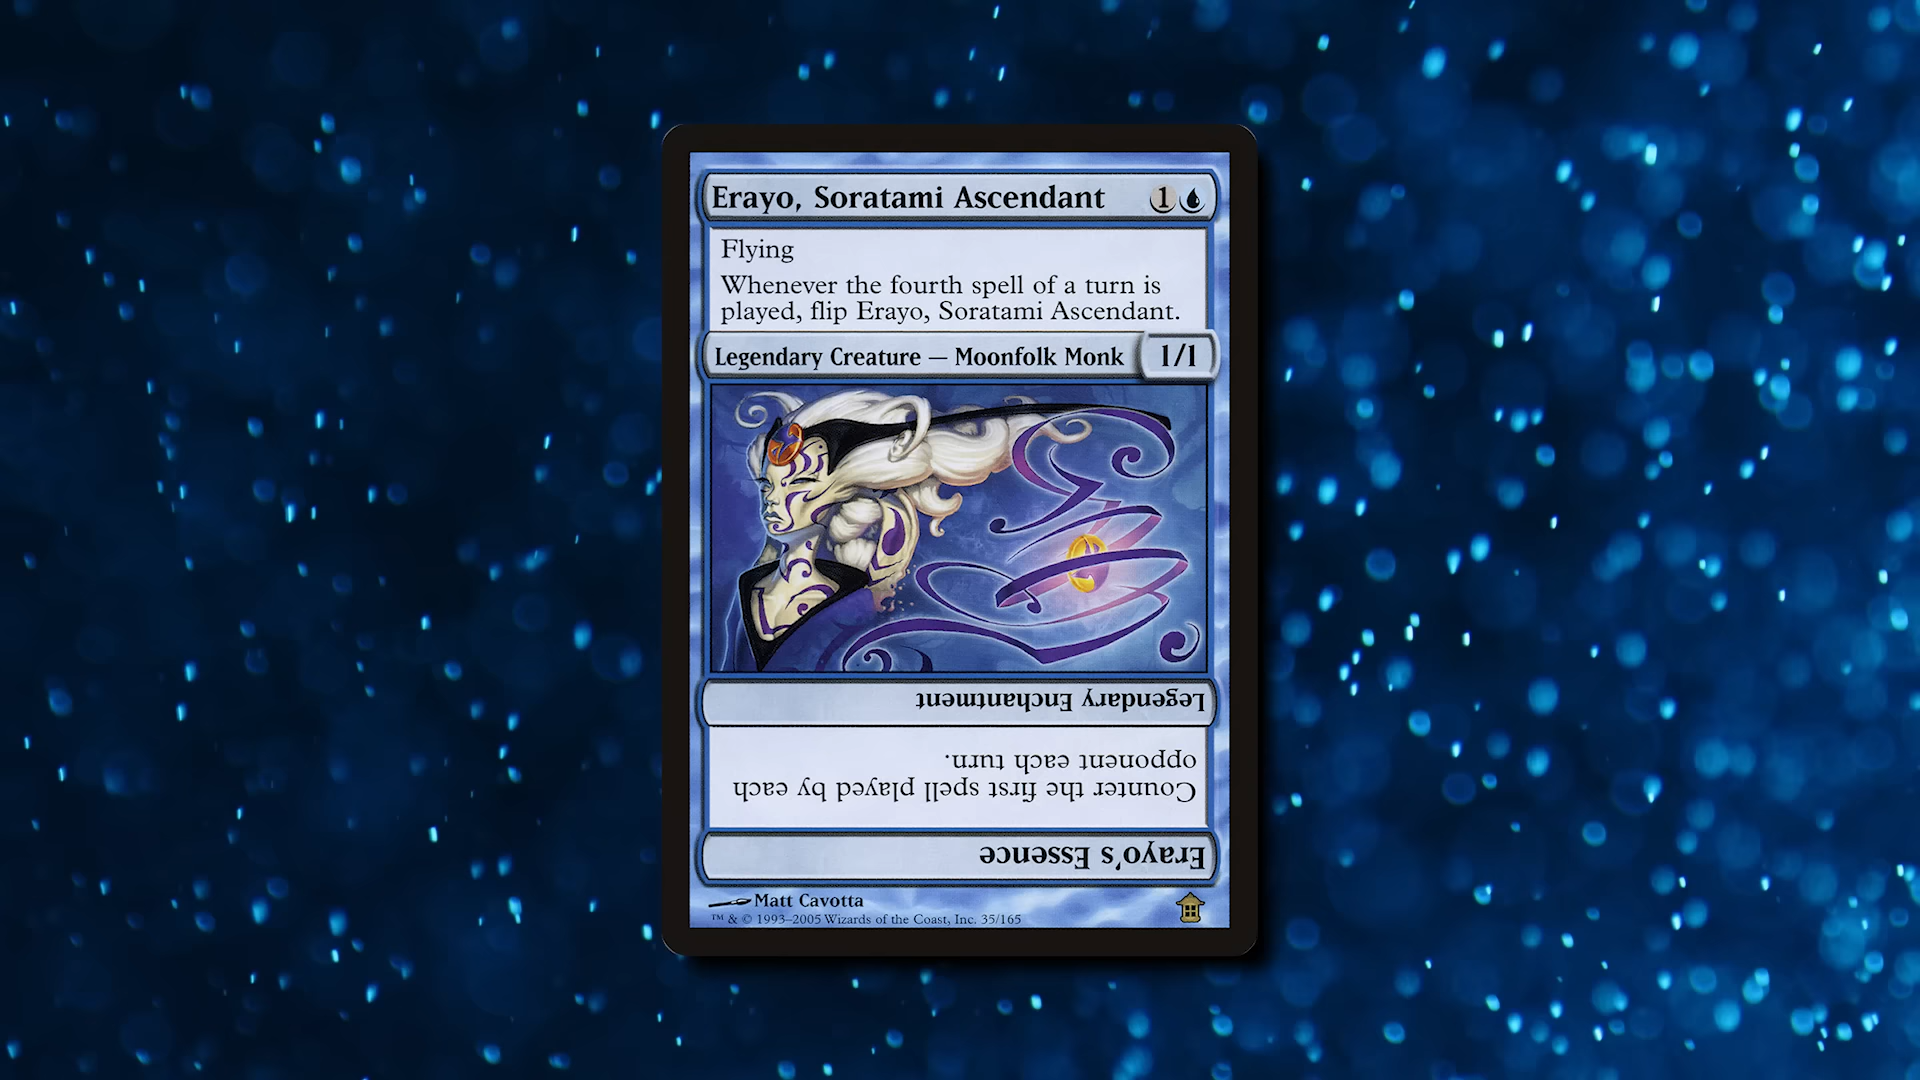 Erayo, Soratami Ascendant 1
Flying
Whenever the fourth spell of a turn is
played, flip Erayo, Soratami Ascendant.
Legendary Creature — Moonfolk Monk 1/1
Legendary Enchantment
Counter the first spell played by each
opponent each turn.
Erayo's Essence
Matt Cavotta
™ & © 1993–2005 Wizards of the Coast, Inc. 35/165